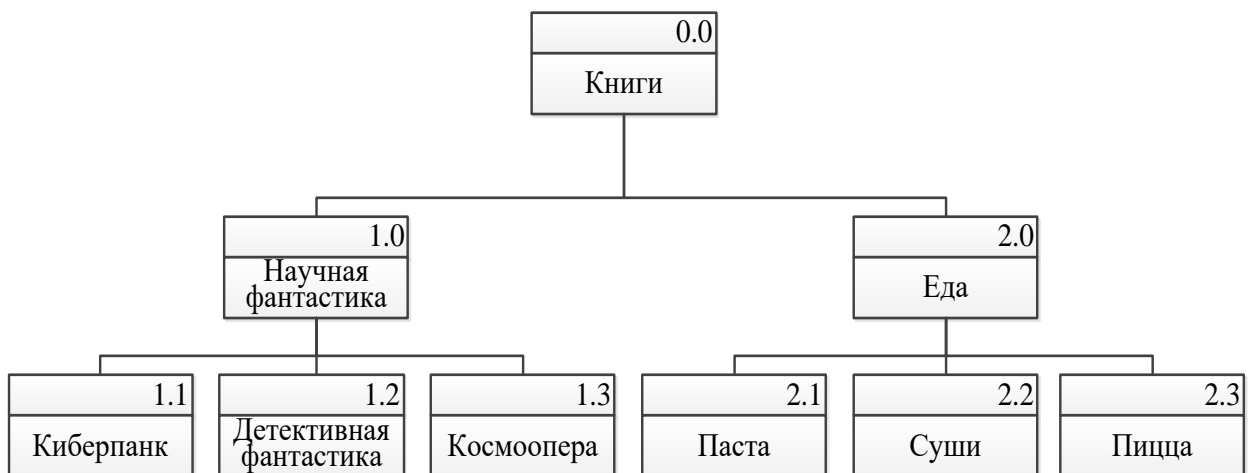 0.0
Книги
1.0
Научная
фантастика
2.0
Еда
1.1
Киберпанк
1.2
Детективная
фантастика
1.3
Космоопера
2.1
Паста
2.2
Суши
2.3
Пицца